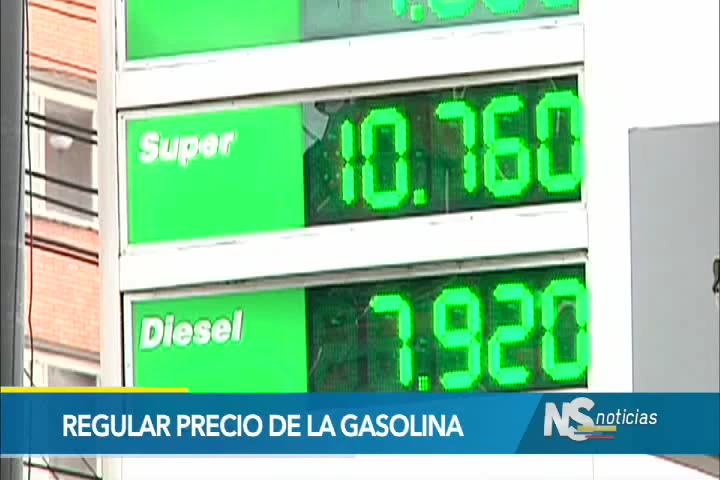 Super 10.760
Diesel 7.920
REGULAR PRECIO DE LA GASOLINA
NS noticias